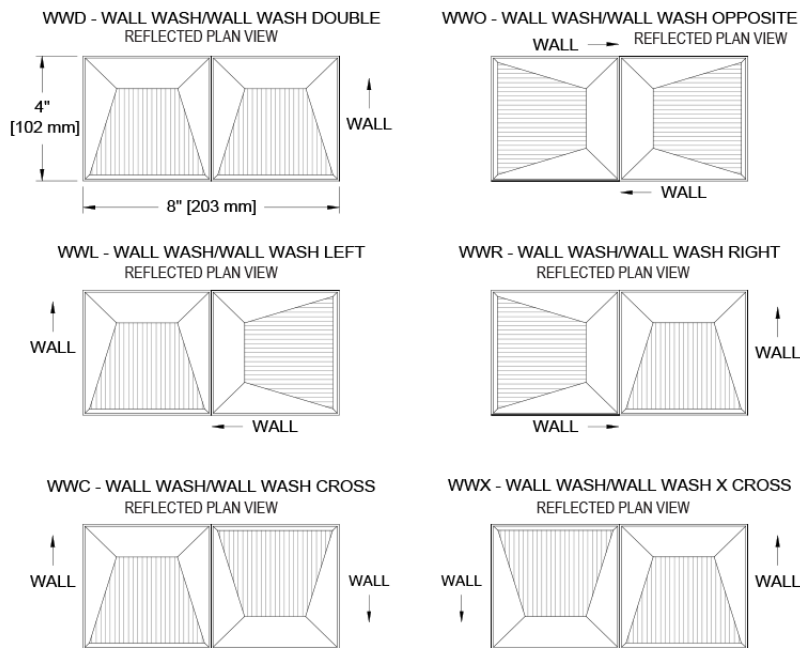 WWD - WALL WASH/WALL WASH DOUBLE
REFLECTED PLAN VIEW
4"
[102 mm]
WALL
8" [203 mm]
WWO - WALL WASH/WALL WASH OPPOSITE
WALL
REFLECTED PLAN VIEW
WALL
WWL - WALL WASH/WALL WASH LEFT
REFLECTED PLAN VIEW
WALL
WALL
WWR - WALL WASH/WALL WASH RIGHT
REFLECTED PLAN VIEW
WALL
WALL
WWC - WALL WASH/WALL WASH CROSS
REFLECTED PLAN VIEW
WALL
WALL
WWX - WALL WASH/WALL WASH X CROSS
REFLECTED PLAN VIEW
WALL
WALL